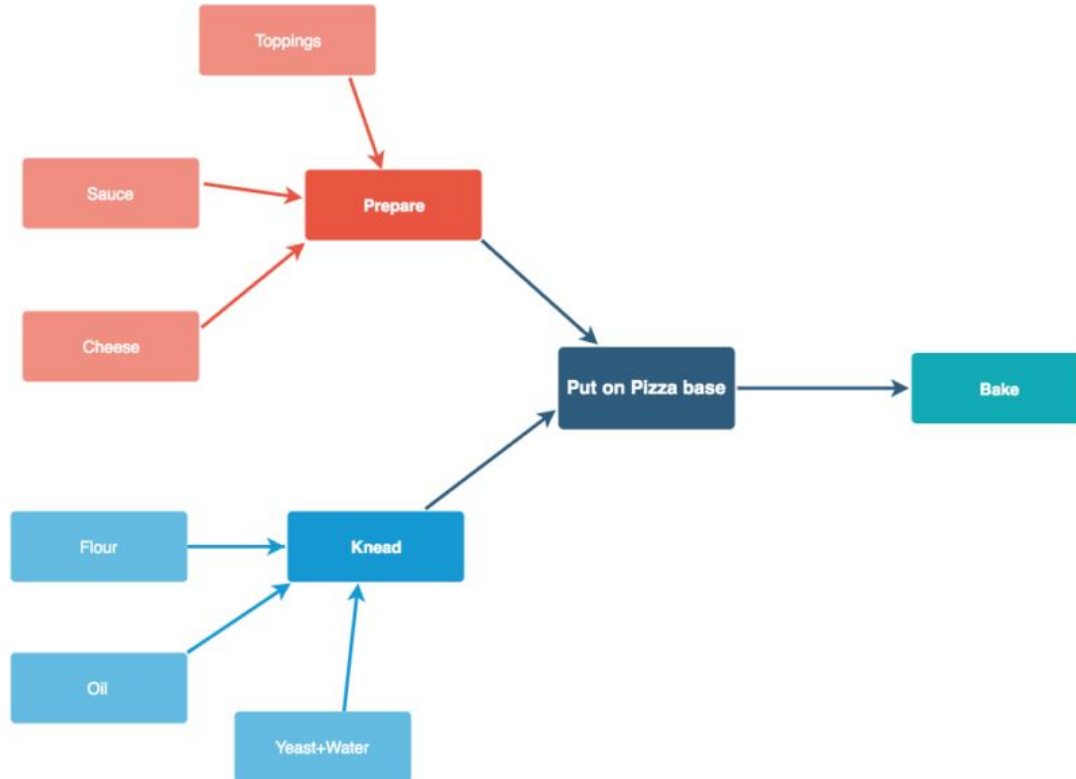 Toppings
Sauce
Prepare
Cheese
Put on Pizza base
Bake
Flour
Knead
Oil
Yeast+Water